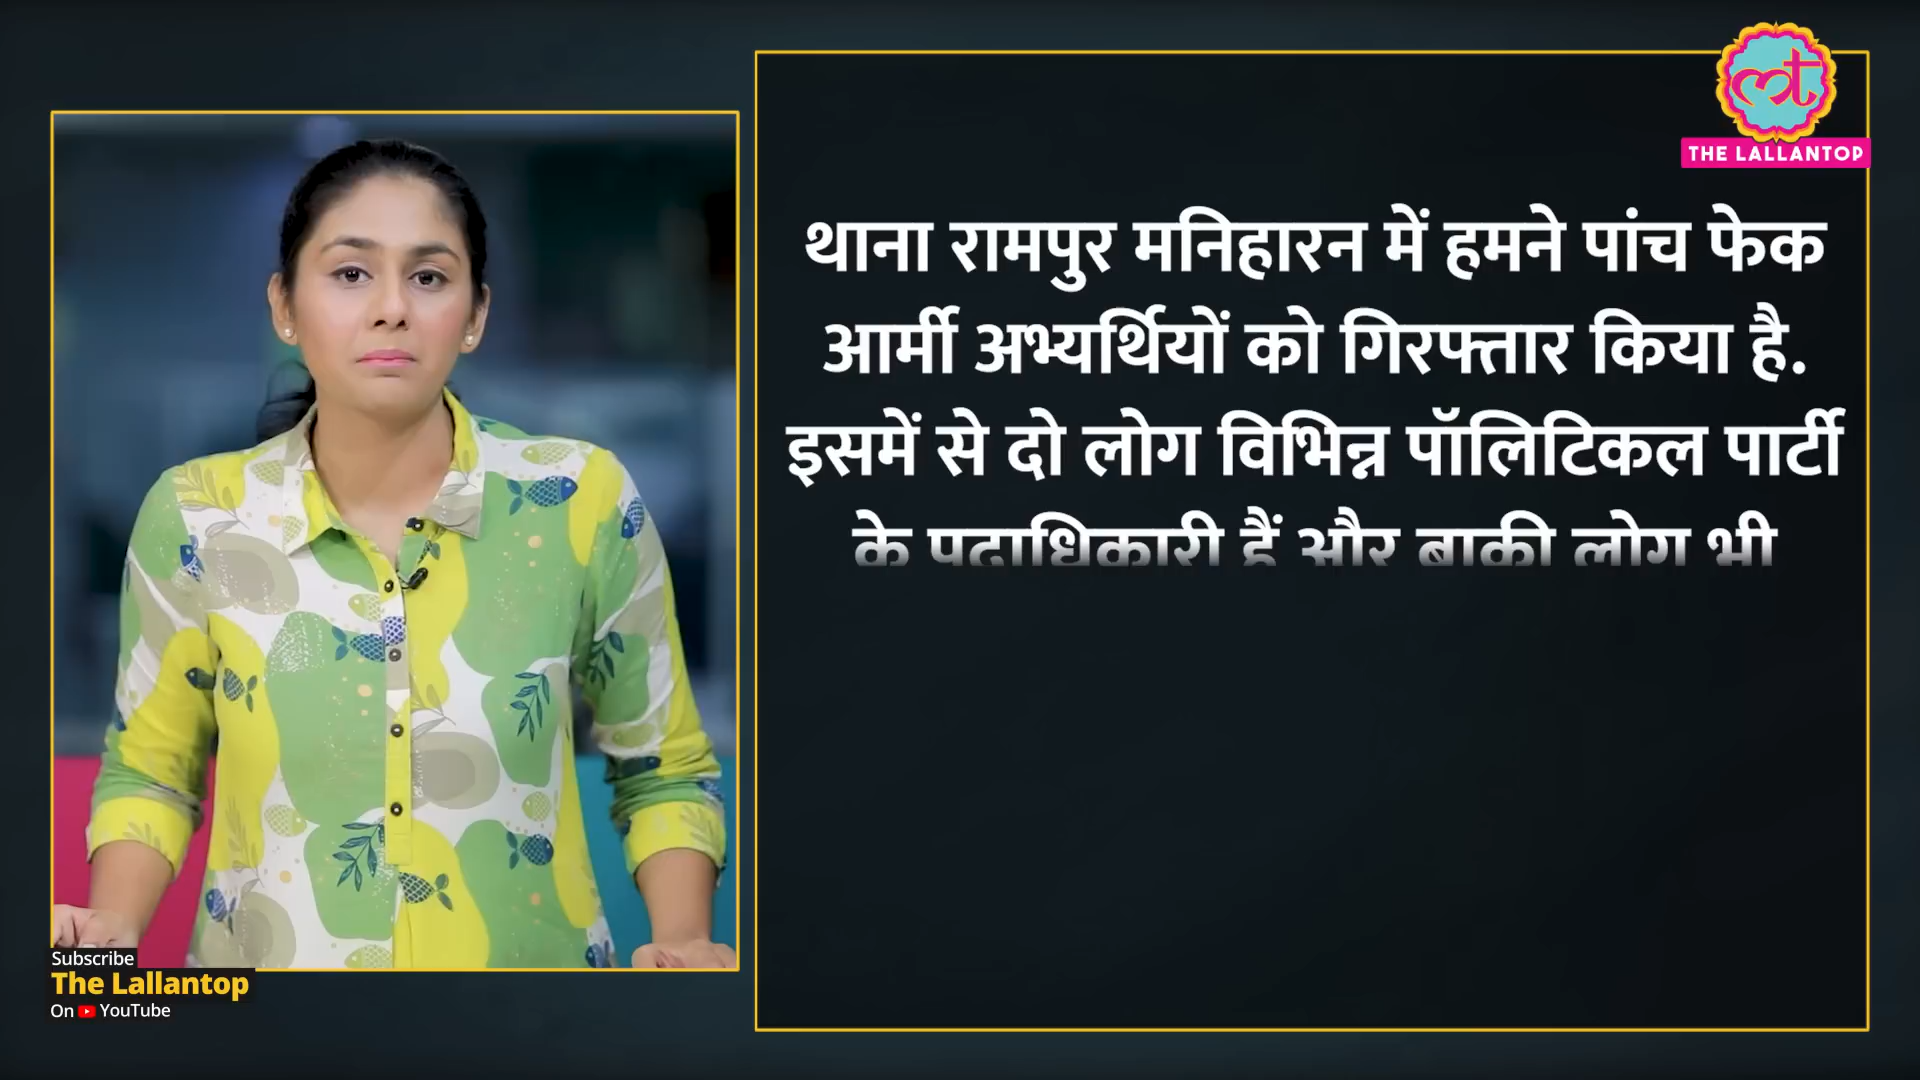 THE LALLANTOP
थाना रामपुर मनिहारन में हमने पांच फेक
आर्मी अभ्यर्थियों को गिरफ्तार किया है.
इसमें से दो लोग विभिन्न पॉलिटिकल पार्टी
के पदाधिकारी हैं और बाकी लोग भी
Subscribe
The Lallantop
On YouTube